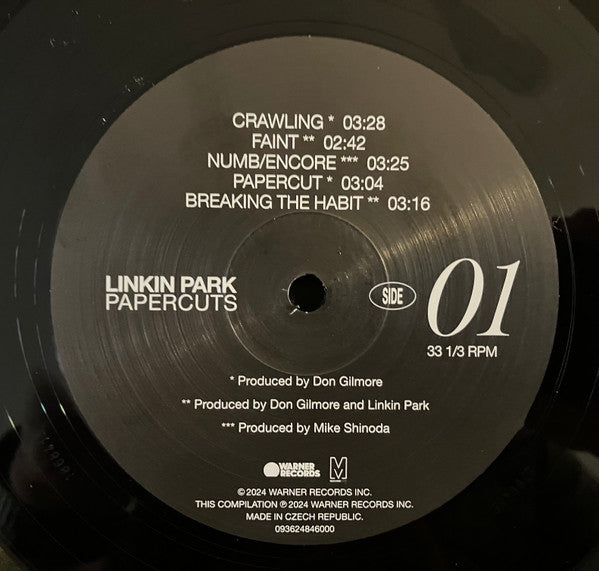 CRAWLING * 03:28
FAINT ** 02:42
NUMB/ENCORE *** 03:25
PAPERCUT * 03:04
BREAKING THE HABIT ** 03:16
LINKIN PARK
PAPERCUTS
SIDE 01
33 1/3 RPM
* Produced by Don Gilmore
** Produced by Don Gilmore and Linkin Park
*** Produced by Mike Shinoda
WARNER
RECORDS
© 2024 WARNER RECORDS INC.
THIS COMPILATION ℗ 2024 WARNER RECORDS INC.
MADE IN CZECH REPUBLIC.
093624846000